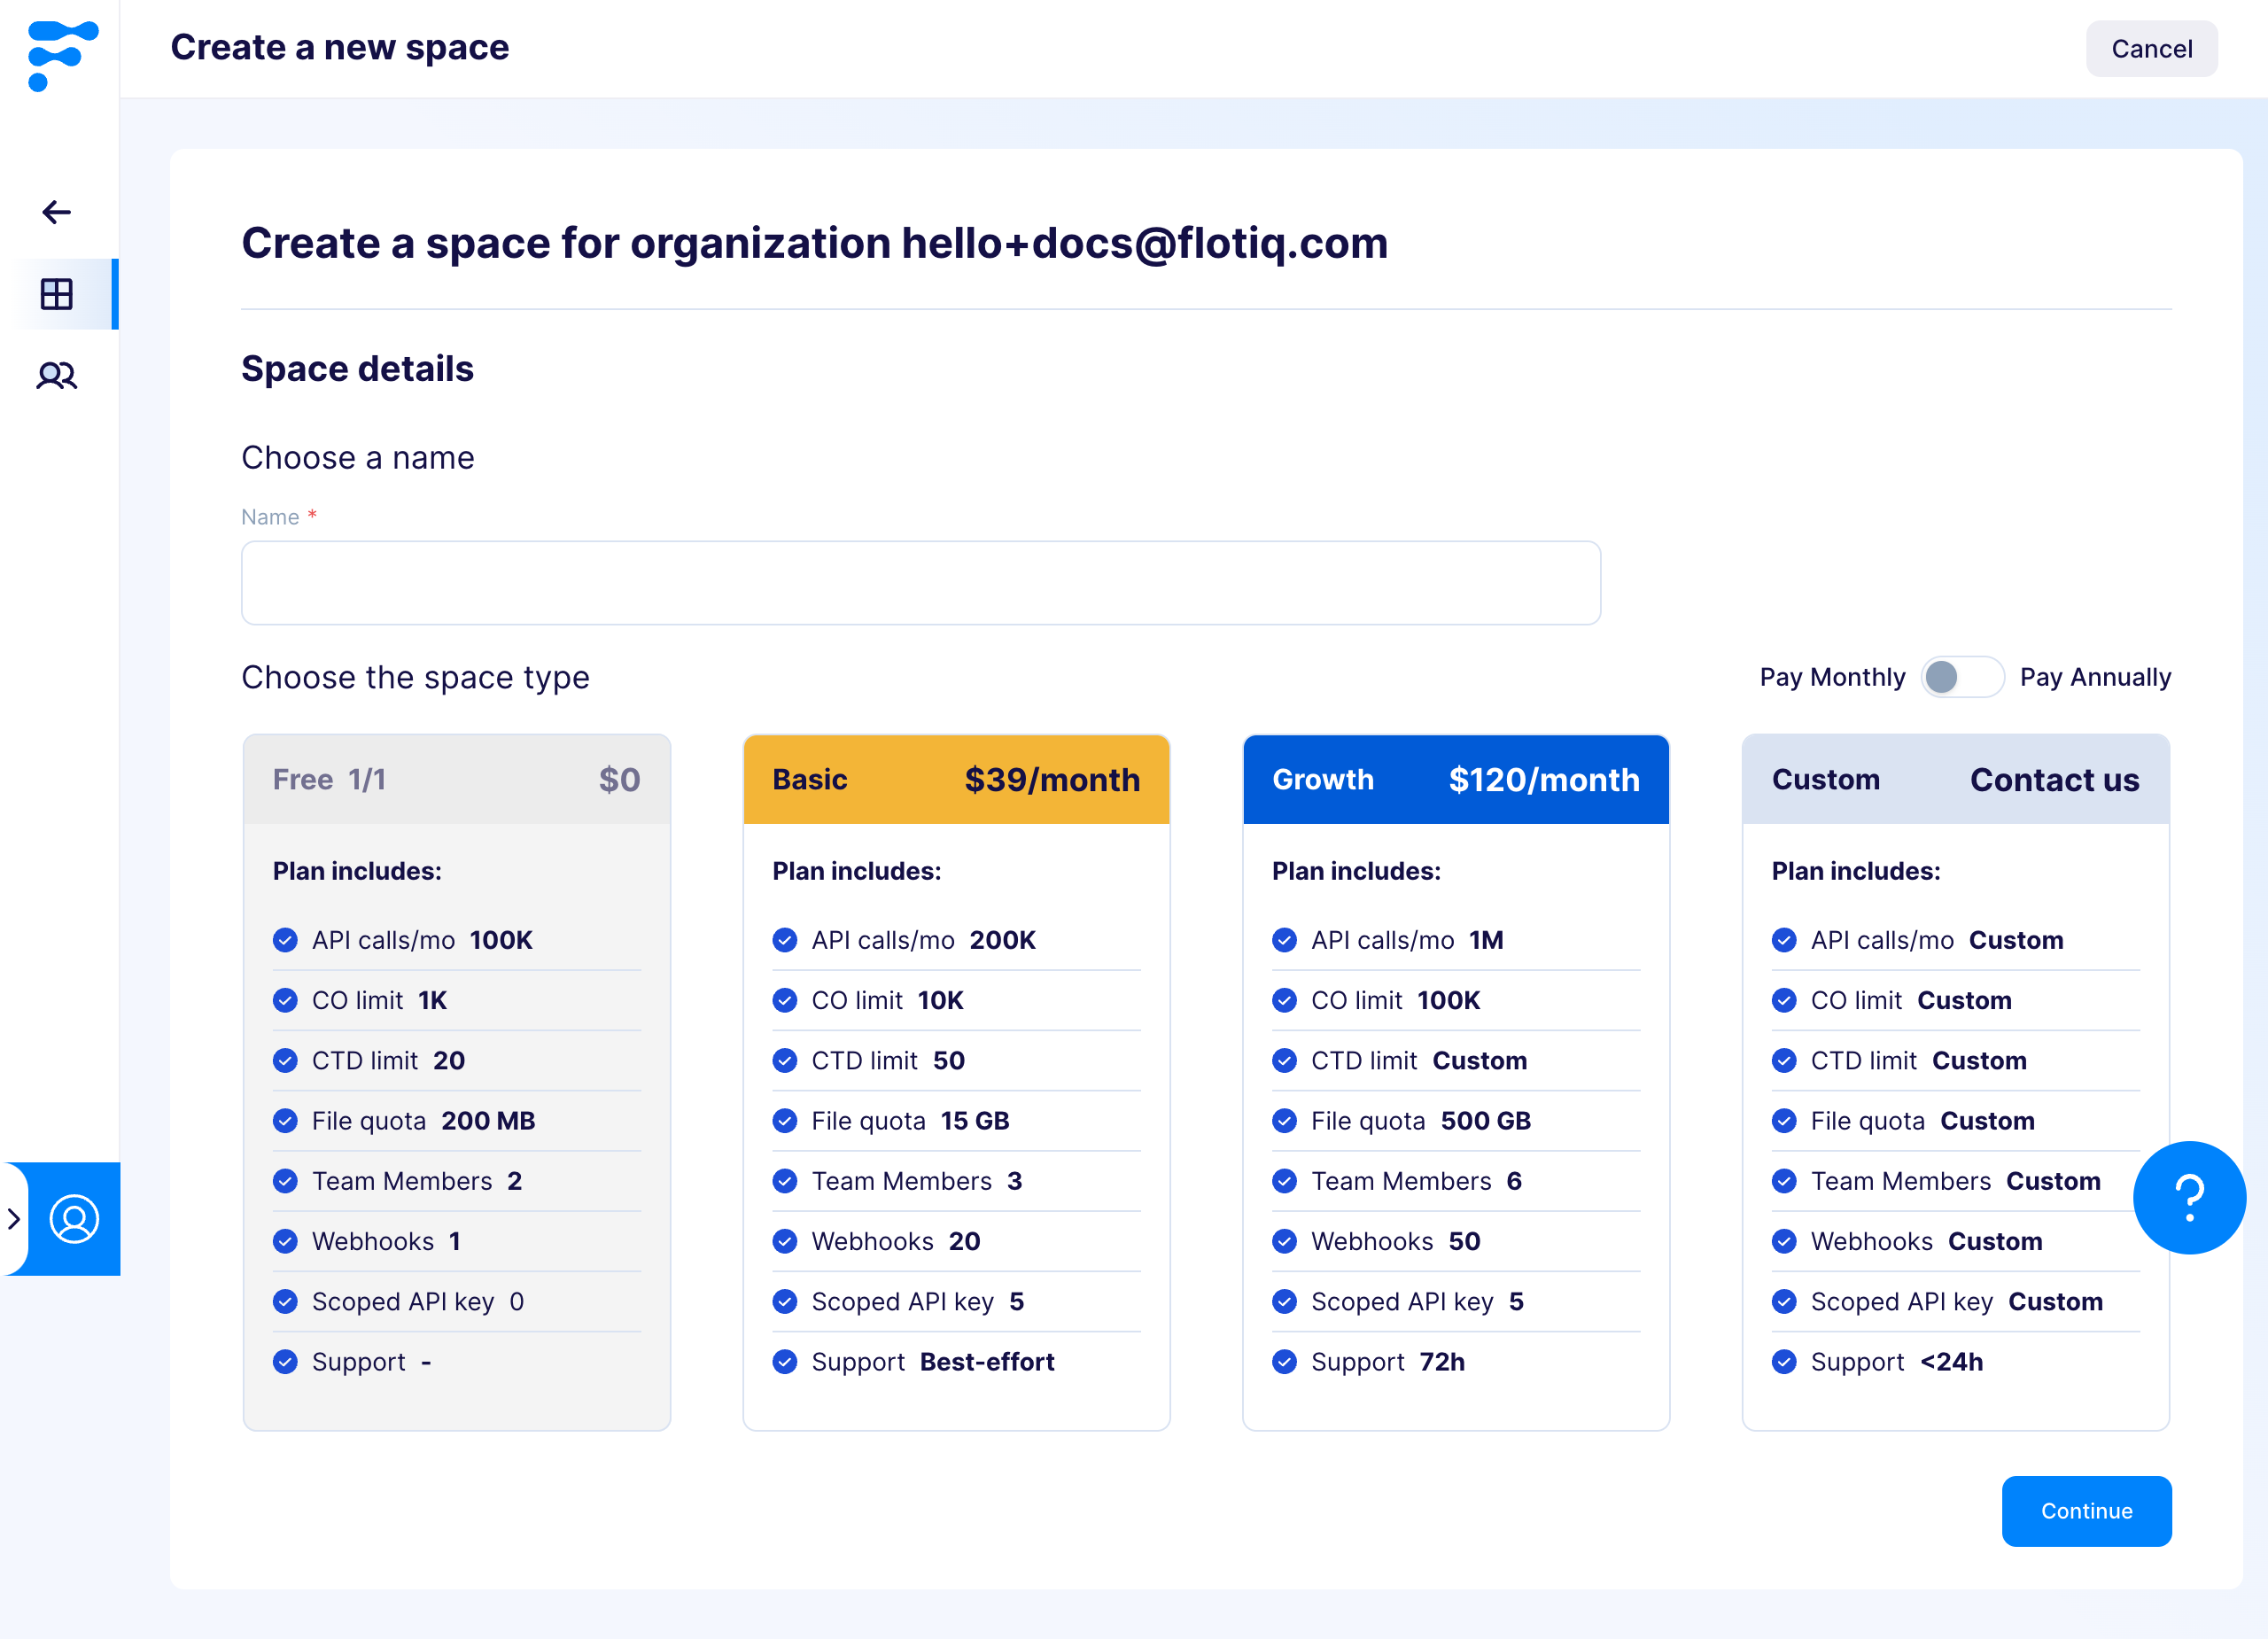 Create a new space
Cancel
Create a space for organization hello+docs@flotiq.com
Space details
Choose a name
Name *
Choose the space type
Pay Monthly
Pay Annually
Free 1/1 $0
Plan includes:
API calls/mo 100K
CO limit 1K
CTD limit 20
File quota 200 MB
Team Members 2
Webhooks 1
Scoped API key 0
Support -
Basic $39/month
Plan includes:
API calls/mo 200K
CO limit 10K
CTD limit 50
File quota 15 GB
Team Members 3
Webhooks 20
Scoped API key 5
Support Best-effort
Growth $120/month
Plan includes:
API calls/mo 1M
CO limit 100K
CTD limit Custom
File quota 500 GB
Team Members 6
Webhooks 50
Scoped API key 5
Support 72h
Custom Contact us
Plan includes:
API calls/mo Custom
CO limit Custom
CTD limit Custom
File quota Custom
Team Members Custom
Webhooks Custom
Scoped API key Custom
Support <24h
?
Continue